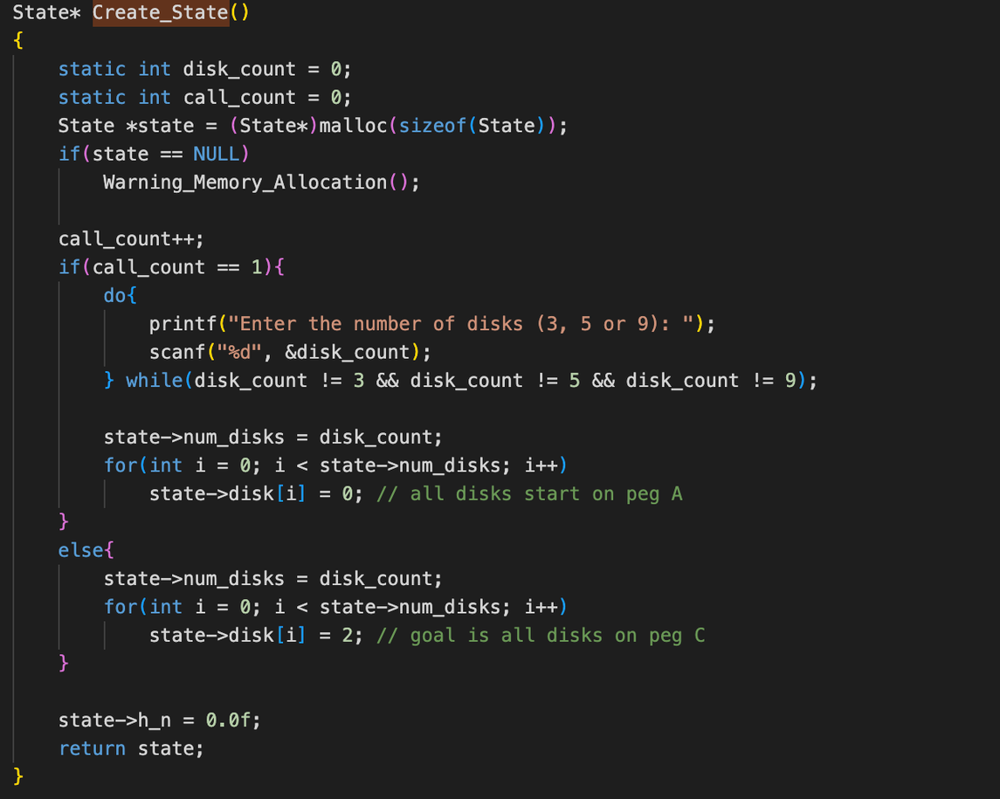 State* Create_State()
{
    static int disk_count = 0;
    static int call_count = 0;
    State *state = (State*)malloc(sizeof(State));
    if(state == NULL)
        Warning_Memory_Allocation();

    call_count++;
    if(call_count == 1){
        do{
            printf("Enter the number of disks (3, 5 or 9): ");
            scanf("%d", &disk_count);
        } while(disk_count != 3 && disk_count != 5 && disk_count != 9);

        state->num_disks = disk_count;
        for(int i = 0; i < state->num_disks; i++)
            state->disk[i] = 0; // all disks start on peg A
    }
    else{
        state->num_disks = disk_count;
        for(int i = 0; i < state->num_disks; i++)
            state->disk[i] = 2; // goal is all disks on peg C
    }

    state->h_n = 0.0f;
    return state;
}